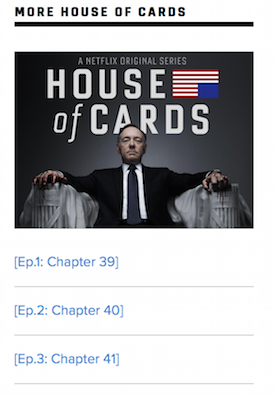 MORE HOUSE OF CARDS
A NETFLIX ORIGINAL SERIES
HOUSE
of CARDS
[Ep.1: Chapter 39]
[Ep.2: Chapter 40]
[Ep.3: Chapter 41]